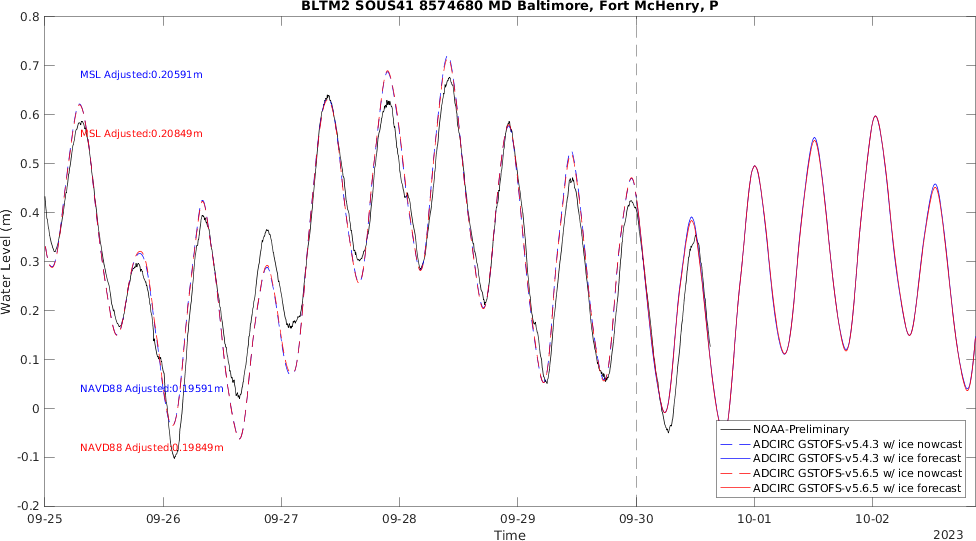 BLTM2 SOUS41 8574680 MD Baltimore, Fort McHenry, P
0.8
0.7
0.6
0.5
0.4
0.3
0.2
0.1
0
-0.1
-0.2
Water Level (m)
MSL Adjusted:0.20591m
MSL Adjusted:0.20849m
NAVD88 Adjusted:0.19591m
NAVD88 Adjusted:0.19849m
NOAA-Preliminary
ADCIRC GSTOFS-v5.4.3 w/ ice nowcast
ADCIRC GSTOFS-v5.4.3 w/ ice forecast
ADCIRC GSTOFS-v5.6.5 w/ ice nowcast
ADCIRC GSTOFS-v5.6.5 w/ ice forecast
09-25 09-26 09-27 09-28 09-29 09-30 10-01 10-02
Time
2023